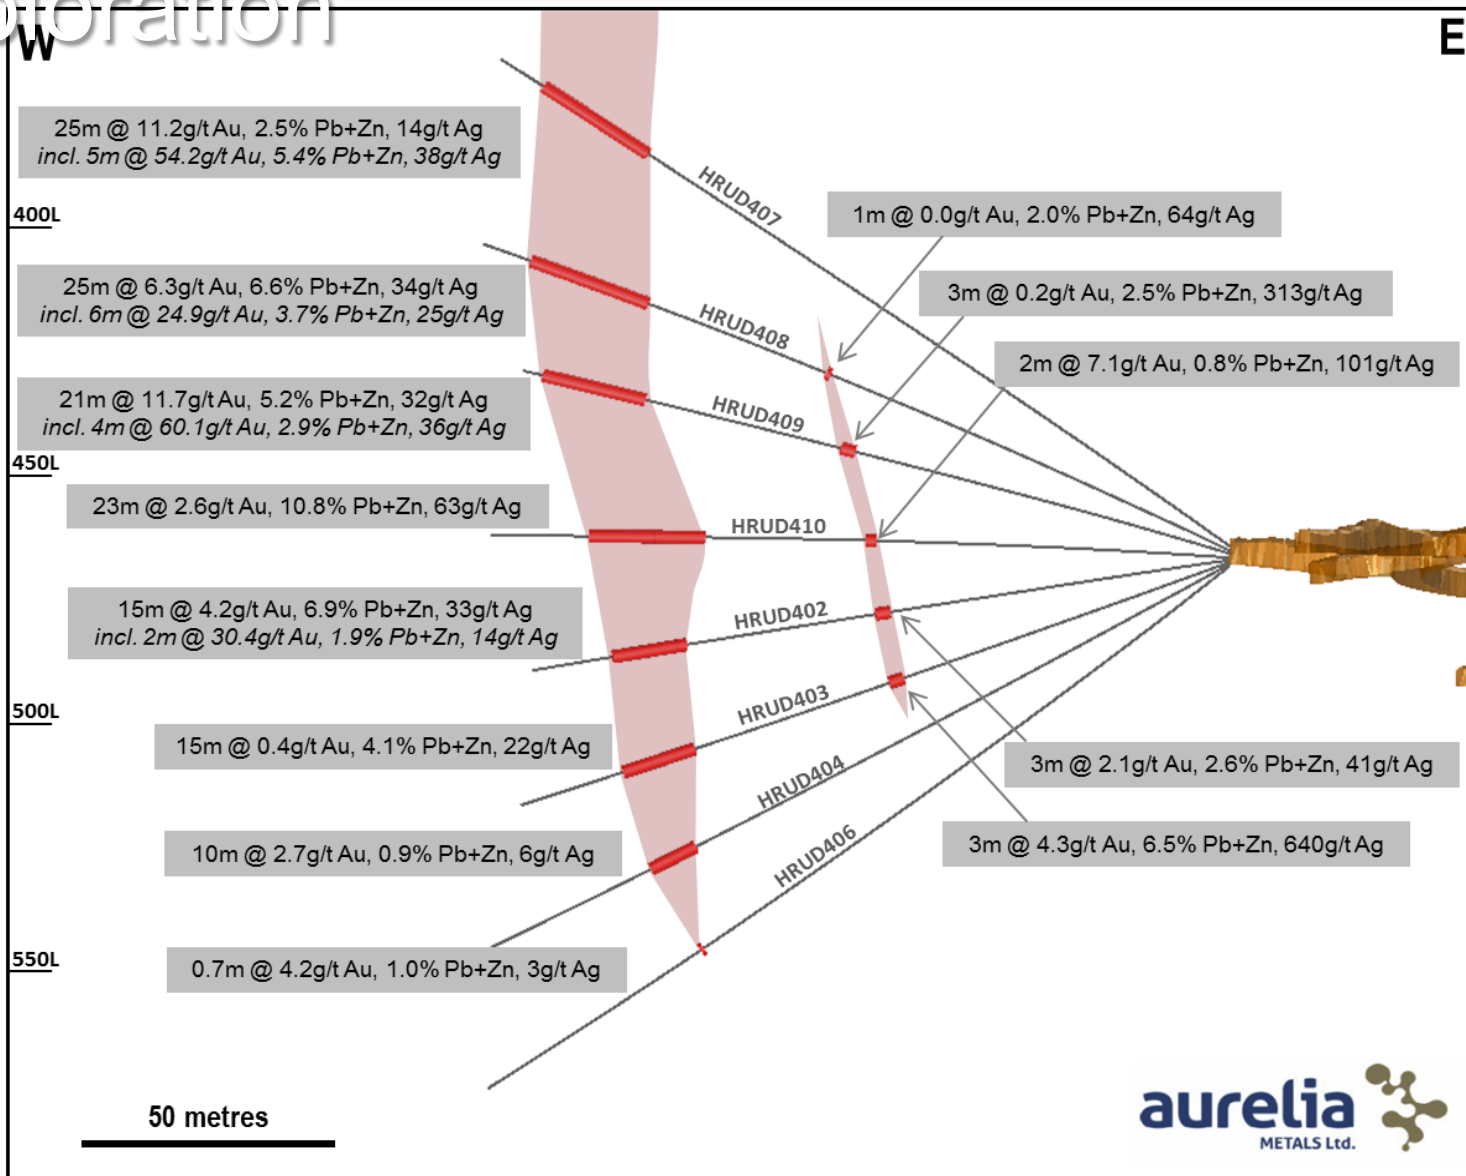 W
E
25m @ 11.2g/t Au, 2.5% Pb+Zn, 14g/t Ag
incl. 5m @ 54.2g/t Au, 5.4% Pb+Zn, 38g/t Ag
HRUD407
400L
1m @ 0.0g/t Au, 2.0% Pb+Zn, 64g/t Ag
25m @ 6.3g/t Au, 6.6% Pb+Zn, 34g/t Ag
incl. 6m @ 24.9g/t Au, 3.7% Pb+Zn, 25g/t Ag
3m @ 0.2g/t Au, 2.5% Pb+Zn, 313g/t Ag
HRUD408
2m @ 7.1g/t Au, 0.8% Pb+Zn, 101g/t Ag
21m @ 11.7g/t Au, 5.2% Pb+Zn, 32g/t Ag
incl. 4m @ 60.1g/t Au, 2.9% Pb+Zn, 36g/t Ag
HRUD409
450L
23m @ 2.6g/t Au, 10.8% Pb+Zn, 63g/t Ag
HRUD410
15m @ 4.2g/t Au, 6.9% Pb+Zn, 33g/t Ag
incl. 2m @ 30.4g/t Au, 1.9% Pb+Zn, 14g/t Ag
HRUD402
500L
HRUD403
15m @ 0.4g/t Au, 4.1% Pb+Zn, 22g/t Ag
3m @ 2.1g/t Au, 2.6% Pb+Zn, 41g/t Ag
HRUD404
10m @ 2.7g/t Au, 0.9% Pb+Zn, 6g/t Ag
3m @ 4.3g/t Au, 6.5% Pb+Zn, 640g/t Ag
HRUD406
550L
0.7m @ 4.2g/t Au, 1.0% Pb+Zn, 3g/t Ag
50 metres
aurelia
METALS Ltd.